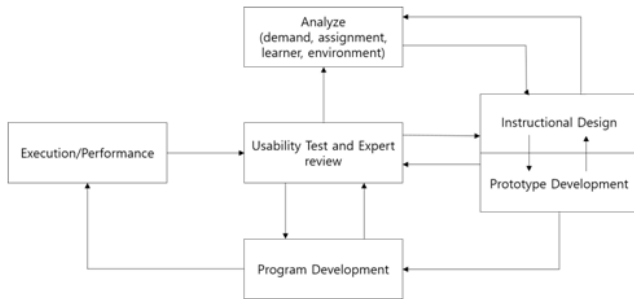 Analyze
(demand, assignment,
learner, environment)
Execution/Performance
Usability Test and Expert
review
Instructional Design
Prototype Development
Program Development